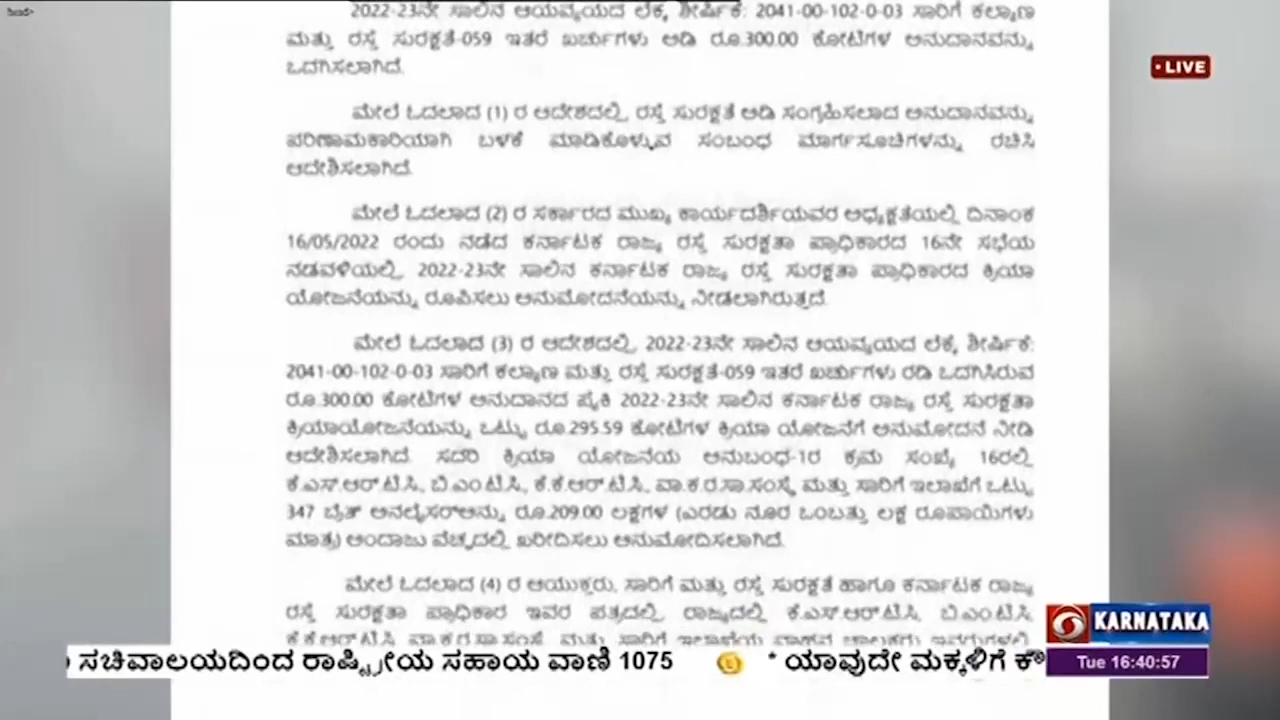 2022-23ನೇ ಸಾಲಿನ ಆಯವ್ಯಯದ ಲೆಕ್ಕ ಶೀರ್ಷಿಕೆ: 2041-00-102-0-03 ಸಾರಿಗೆ ಕಲ್ಯಾಣ
ಮತ್ತು ರಸ್ತೆ ಸುರಕ್ಷತೆ-059 ಇತರೆ ಖರ್ಚುಗಳು ಅಡಿ ರೂ.300.00 ಕೋಟಿಗಳ ಅನುದಾನವನ್ನು
ಒದಗಿಸಲಾಗಿದೆ.
ಮೇಲೆ ಓದಲಾದ (1) ರ ಆದೇಶದಲ್ಲಿ, ರಸ್ತೆ ಸುರಕ್ಷತೆ ಅಡಿ ಸಂಗ್ರಹಿಸಲಾದ ಅನುದಾನವನ್ನು
ಪರಿಣಾಮಕಾರಿಯಾಗಿ ಬಳಕೆ ಮಾಡಿಕೊಳ್ಳುವ ಸಂಬಂಧ ಮಾರ್ಗಸೂಚಿಗಳನ್ನು ರಚಿಸಿ
ಆದೇಶಿಸಲಾಗಿದೆ.
ಮೇಲೆ ಓದಲಾದ (2) ರ ಸರ್ಕಾರದ ಮುಖ್ಯ ಕಾರ್ಯದರ್ಶಿಯವರ ಅಧ್ಯಕ್ಷತೆಯಲ್ಲಿ ದಿನಾಂಕ
16/05/2022 ರಂದು ನಡೆದ ಕರ್ನಾಟಕ ರಾಜ್ಯ ರಸ್ತೆ ಸುರಕ್ಷತಾ ಪ್ರಾಧಿಕಾರದ 16ನೇ ಸಭೆಯ
ನಡವಳಿಯಲ್ಲಿ, 2022-23ನೇ ಸಾಲಿನ ಕರ್ನಾಟಕ ರಾಜ್ಯ ರಸ್ತೆ ಸುರಕ್ಷತಾ ಪ್ರಾಧಿಕಾರದ ಕ್ರಿಯಾ
ಯೋಜನೆಯನ್ನು ರೂಪಿಸಲು ಅನುಮೋದನೆಯನ್ನು ನೀಡಲಾಗಿರುತ್ತದೆ.
ಮೇಲೆ ಓದಲಾದ (3) ರ ಆದೇಶದಲ್ಲಿ, 2022-23ನೇ ಸಾಲಿನ ಆಯವ್ಯಯದ ಲೆಕ್ಕ ಶೀರ್ಷಿಕೆ:
2041-00-102-0-03 ಸಾರಿಗೆ ಕಲ್ಯಾಣ ಮತ್ತು ರಸ್ತೆ ಸುರಕ್ಷತೆ-059 ಇತರೆ ಖರ್ಚುಗಳು ರಡಿ ಒದಗಿಸಿರುವ
ರೂ.300.00 ಕೋಟಿಗಳ ಅನುದಾನದ ಪೈಕಿ 2022-23ನೇ ಸಾಲಿನ ಕರ್ನಾಟಕ ರಾಜ್ಯ ರಸ್ತೆ ಸುರಕ್ಷತಾ
ಕ್ರಿಯಾಯೋಜನೆಯನ್ನು ಒಟ್ಟು ರೂ.295.59 ಕೋಟಿಗಳ ಕ್ರಿಯಾ ಯೋಜನೆಗೆ ಅನುಮೋದನೆ ನೀಡಿ
ಆದೇಶಿಸಲಾಗಿದೆ. ಸದರಿ ಕ್ರಿಯಾ ಯೋಜನೆಯ ಅನುಬಂಧ-1ರ ಕ್ರಮ ಸಂಖ್ಯೆ 16ರಲ್ಲಿ
ಕೆ.ಎಸ್.ಆರ್.ಟಿ.ಸಿ, ಬಿ.ಎಂ.ಟಿ.ಸಿ, ಕೆ.ಕೆ.ಆರ್.ಟಿ.ಸಿ, ವಾ.ಕ.ರ.ಸಾ.ಸಂಸ್ಥೆ ಮತ್ತು ಸಾರಿಗೆ ಇಲಾಖೆಗೆ ಒಟ್ಟು
347 ಬ್ರೆತ್ ಅನಲೈಸರ್‌ಅನ್ನು ರೂ.209.00 ಲಕ್ಷಗಳ (ಎರಡು ನೂರ ಒಂಬತ್ತು ಲಕ್ಷ ರೂಪಾಯಿಗಳು
ಮಾತ್ರ) ಅಂದಾಜು ವೆಚ್ಚದಲ್ಲಿ ಖರೀದಿಸಲು ಅನುಮೋದಿಸಲಾಗಿದೆ.
ಮೇಲೆ ಓದಲಾದ (4) ರ ಆಯುಕ್ತರು, ಸಾರಿಗೆ ಮತ್ತು ರಸ್ತೆ ಸುರಕ್ಷತೆ ಹಾಗೂ ಕರ್ನಾಟಕ ರಾಜ್ಯ
ರಸ್ತೆ ಸುರಕ್ಷತಾ ಪ್ರಾಧಿಕಾರ ಇವರ ಪತ್ರದಲ್ಲಿ, ರಾಜ್ಯದಲ್ಲಿ ಕೆ.ಎಸ್.ಆರ್.ಟಿ.ಸಿ, ಬಿ.ಎಂ.ಟಿ.ಸಿ
ಕೆ.ಕೆ.ಆರ್.ಟಿ.ಸಿ, ವಾ.ಕ.ರ.ಸಾ.ಸಂಸ್ಥೆ ಮತ್ತು ಸಾರಿಗೆ ಇಲಾಖೆಯ
ಸಚಿವಾಲಯದಿಂದ ರಾಷ್ಟ್ರೀಯ ಸಹಾಯ ವಾಣಿ 1075 * ಯಾವುದೇ ಮಕ್ಕಳಿಗೆ
LIVE
KARNATAKA
Tue 16:40:57